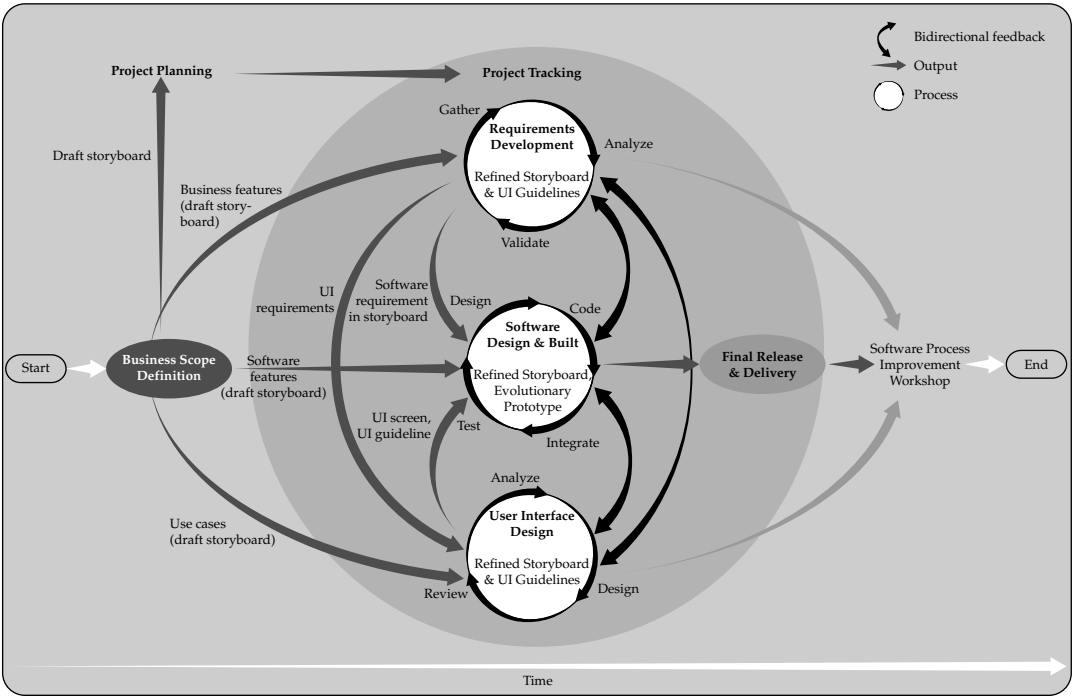 Bidirectional feedback
Output
Process
Project Planning
Project Tracking
Gather
Requirements
Development
Analyze
Draft storyboard
Refined Storyboard
& UI Guidelines
Business features
(draft story-
board)
Validate
UI
requirements
Software
requirement
in storyboard
Design
Code
Software
Design & Built
Start
Business Scope
Definition
Software
features
(draft storyboard)
Refined Storyboard,
Evolutionary
Prototype
Final Release
& Delivery
Software Process
Improvement
Workshop
End
UI screen,
UI guideline
Test
Integrate
Analyze
User Interface
Design
Use cases
(draft storyboard)
Refined Storyboard
& UI Guidelines
Review
Design
Time